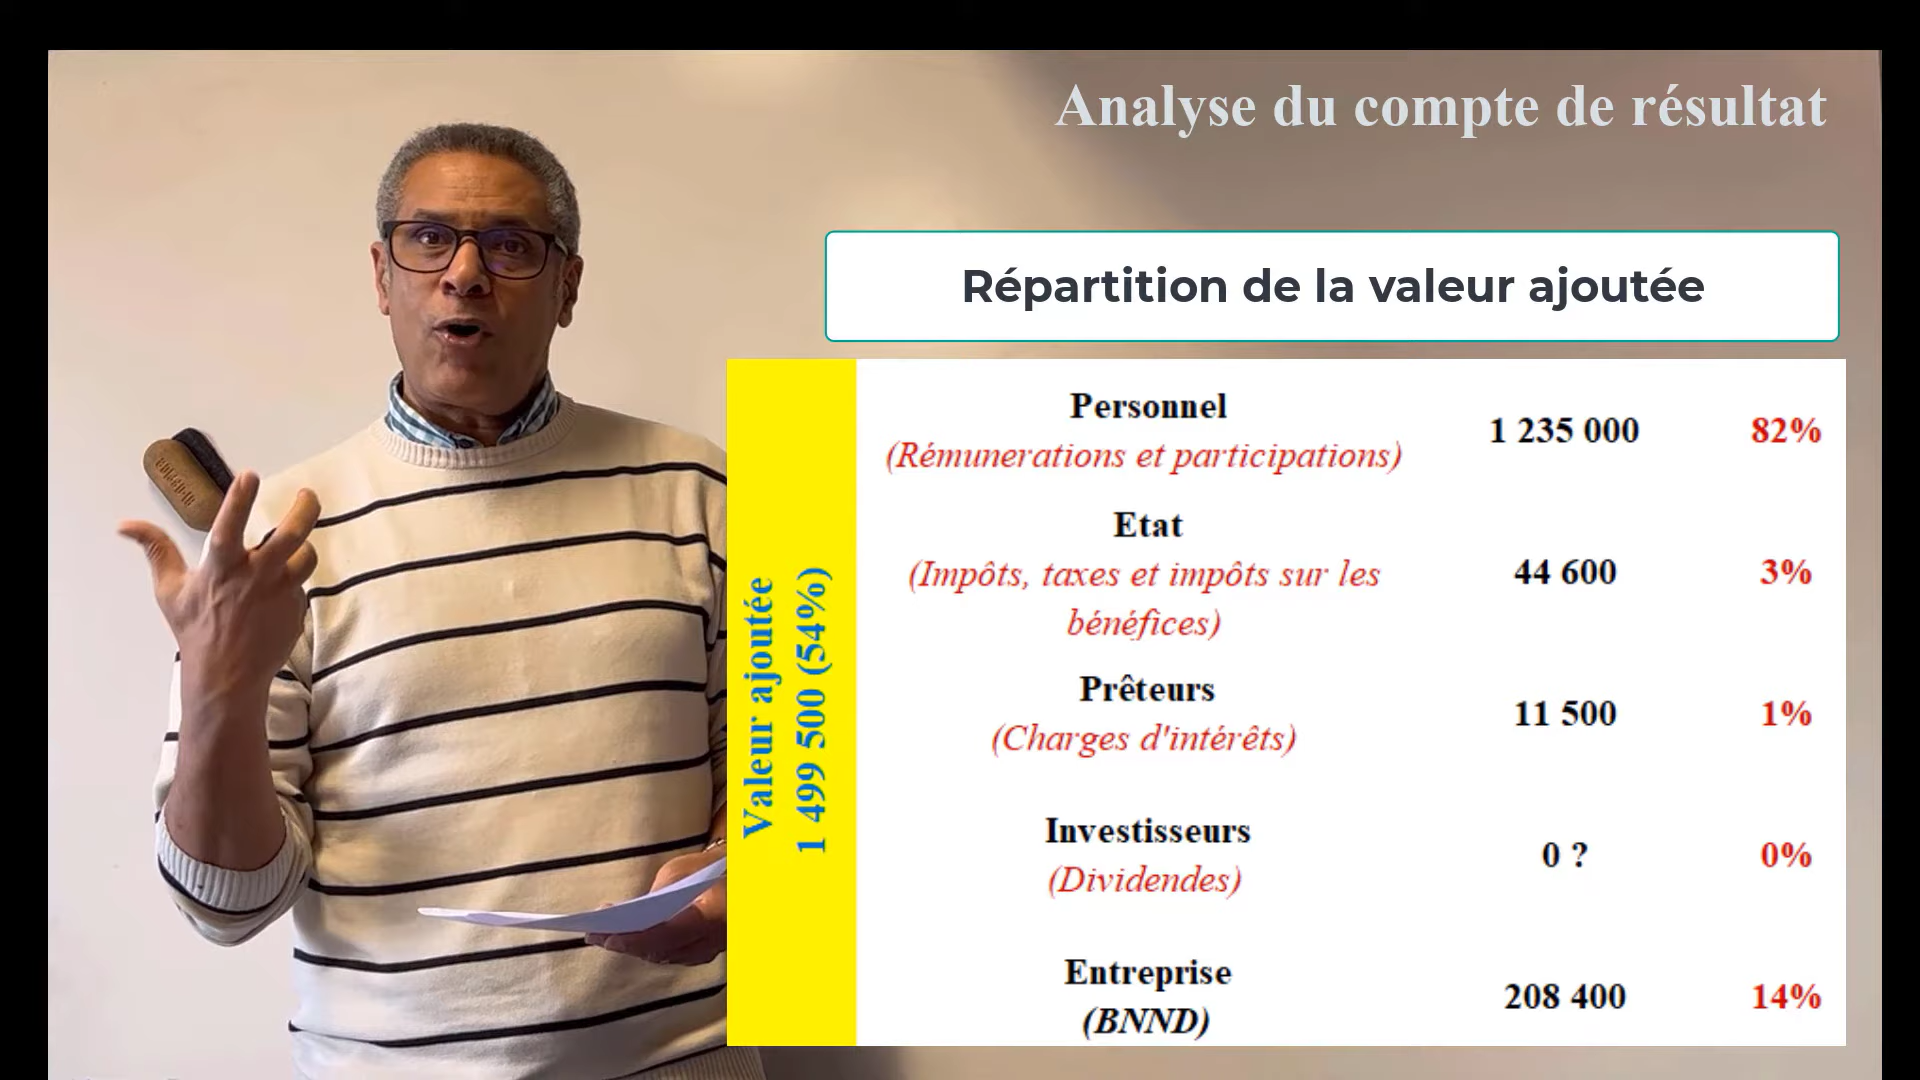 Analyse du compte de résultat
Répartition de la valeur ajoutée
Valeur ajoutée
1 499 500 (54%)
Personnel
(Rémunerations et participations)
1 235 000
82%
Etat
(Impôts, taxes et impôts sur les
bénéfices)
44 600
3%
Prêteurs
(Charges d'intérêts)
11 500
1%
Investisseurs
(Dividendes)
0 ?
0%
Entreprise
(BNND)
208 400
14%